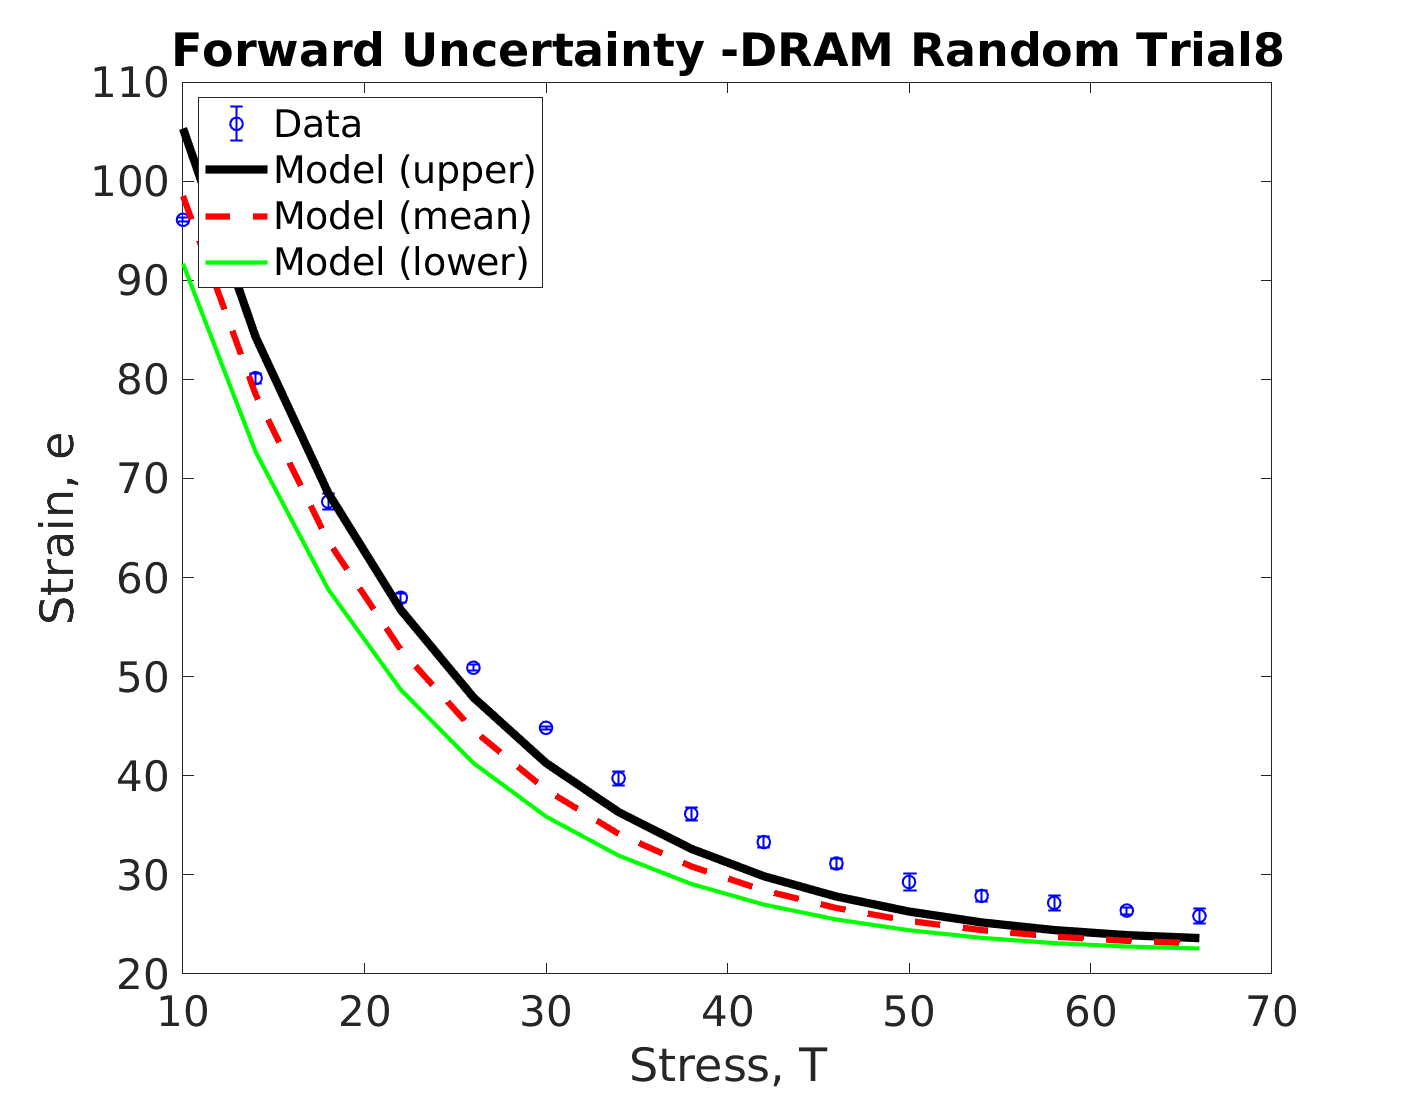 Forward Uncertainty -DRAM Random Trial8
110
100
90
80
70
60
50
40
30
20
Strain, e
Data
Model (upper)
Model (mean)
Model (lower)
10 20 30 40 50 60 70
Stress, T